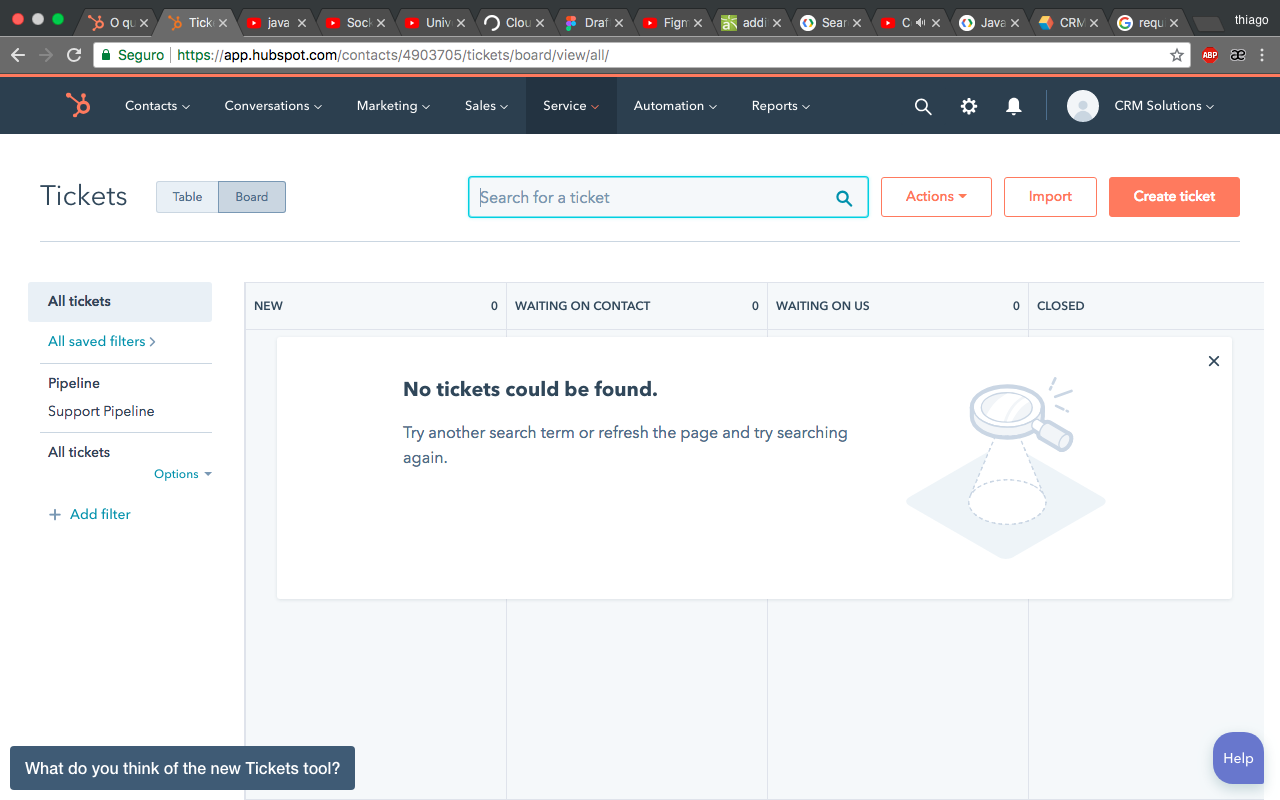 O qu
Ticke
java
Sock
Univ
Clou
Draf
Figm
addi
Sear
C
Java
CRM
requ
thiago
Seguro https://app.hubspot.com/contacts/4903705/tickets/board/view/all/
ABP
æ
Contacts Conversations Marketing Sales Service Automation Reports CRM Solutions
Tickets Table Board Search for a ticket Actions Import Create ticket
All tickets
All saved filters
Pipeline
Support Pipeline
All tickets
Options
+ Add filter
NEW 0 WAITING ON CONTACT 0 WAITING ON US 0 CLOSED
No tickets could be found.
Try another search term or refresh the page and try searching
again.
What do you think of the new Tickets tool?
Help